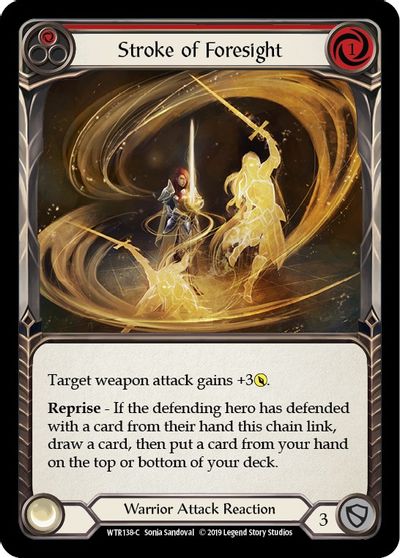 Stroke of Foresight
1
Target weapon attack gains +3.
Reprise - If the defending hero has defended
with a card from their hand this chain link,
draw a card, then put a card from your hand
on the top or bottom of your deck.
Warrior Attack Reaction
3
WTR138-C Sonia Sandoval ©2019 Legend Story Studios